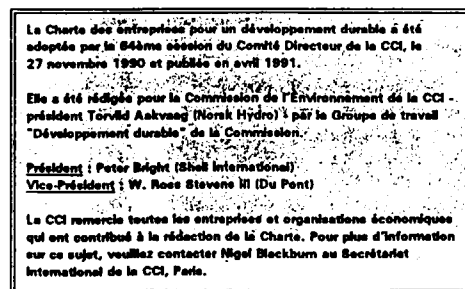 La Charte des entreprises pour un développement durable a été
adoptée par la 64ème session du Comité Directeur de la CCI, le
27 novembre 1990 et publiée en avril 1991.
Elle a été rédigée pour la Commission de l'Environnement de la CCI -
président Torvild Aakvaag (Norsk Hydro) - par le Groupe de travail
"Développement durable" de la Commission.
Président : Peter Bright (Shell International)
Vice-Président : W. Ross Stevens III (Du Pont)
La CCI remercie toutes les entreprises et organisations économiques
qui ont contribué à la rédaction de la Charte. Pour plus d'information
sur ce sujet, veuillez contacter Nigel Blackburn au Secrétariat
International de la CCI, Paris.